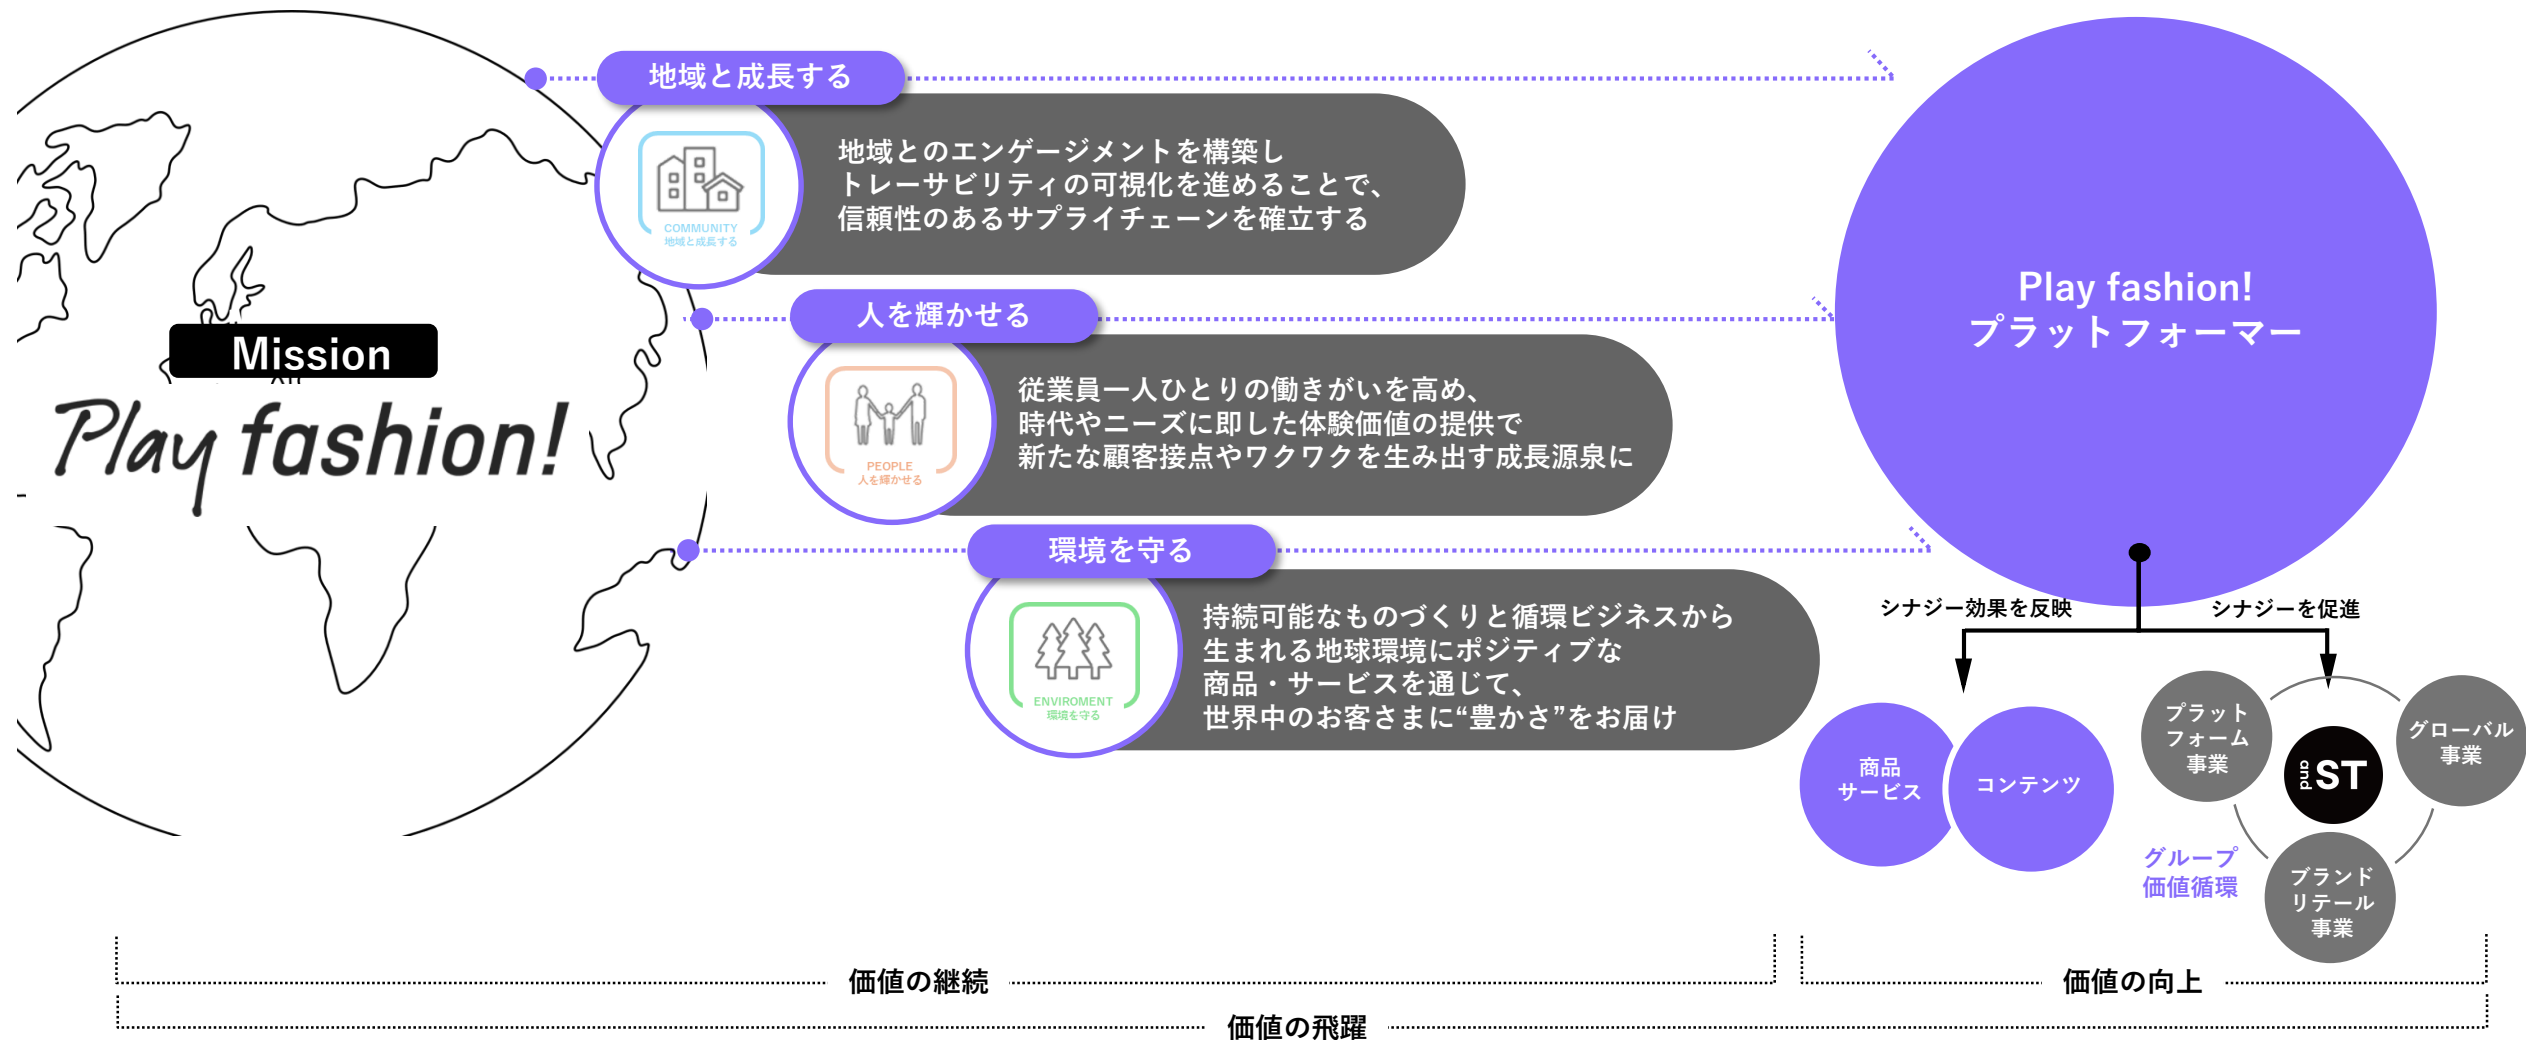 Mission
Play fashion!
地域と成長する
COMMUNITY
地域と成長する
地域とのエンゲージメントを構築し
トレーサビリティの可視化を進めることで、
信頼性のあるサプライチェーンを確立する
人を輝かせる
PEOPLE
人を輝かせる
従業員一人ひとりの働きがいを高め、
時代やニーズに即した体験価値の提供で
新たな顧客接点やワクワクを生み出す成長源泉に
環境を守る
ENVIROMENT
環境を守る
持続可能なものづくりと循環ビジネスから
生まれる地球環境にポジティブな
商品・サービスを通じて、
世界中のお客さまに“豊かさ”をお届け
Play fashion!
プラットフォーマー
シナジー効果を反映
シナジーを促進
商品
サービス
コンテンツ
プラット
フォーム
事業
and ST
グローバル
事業
ブランド
リテール
事業
グループ
価値循環
価値の継続
価値の向上
価値の飛躍